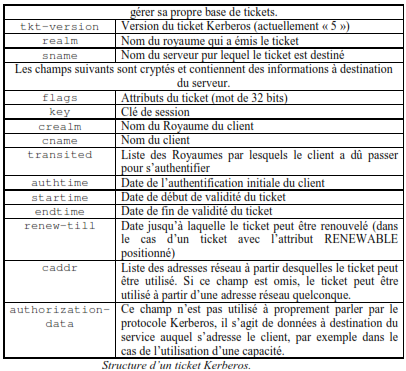 gérer sa propre base de tickets.
tkt-version Version du ticket Kerberos (actuellement « 5 »)
realm Nom du royaume qui a émis le ticket
sname Nom du serveur pur lequel le ticket est destiné
Les champs suivants sont cryptés et contiennent des informations à destination
du serveur.
flags Attributs du ticket (mot de 32 bits)
key Clé de session
crealm Nom du Royaume du client
cname Nom du client
transited Liste des Royaumes par lesquels le client a dû passer
pour s’authentifier
authtime Date de l’authentification initiale du client
startime Date de début de validité du ticket
endtime Date de fin de validité du ticket
renew-till Date jusqu’à laquelle le ticket peut être renouvelé (dans
le cas d’un ticket avec l’attribut RENEWABLE
positionné)
caddr Liste des adresses réseau à partir desquelles le ticket peut
être utilisé. Si ce champ est omis, le ticket peut être
utilisé à partir d’une adresse réseau quelconque.
authorization- Ce champ n’est pas utilisé à proprement parler par le
data protocole Kerberos, il s’agit de données à destination du
service auquel s’adresse le client, par exemple dans le
cas de l’utilisation d’une capacité.
Structure d’un ticket Kerberos.